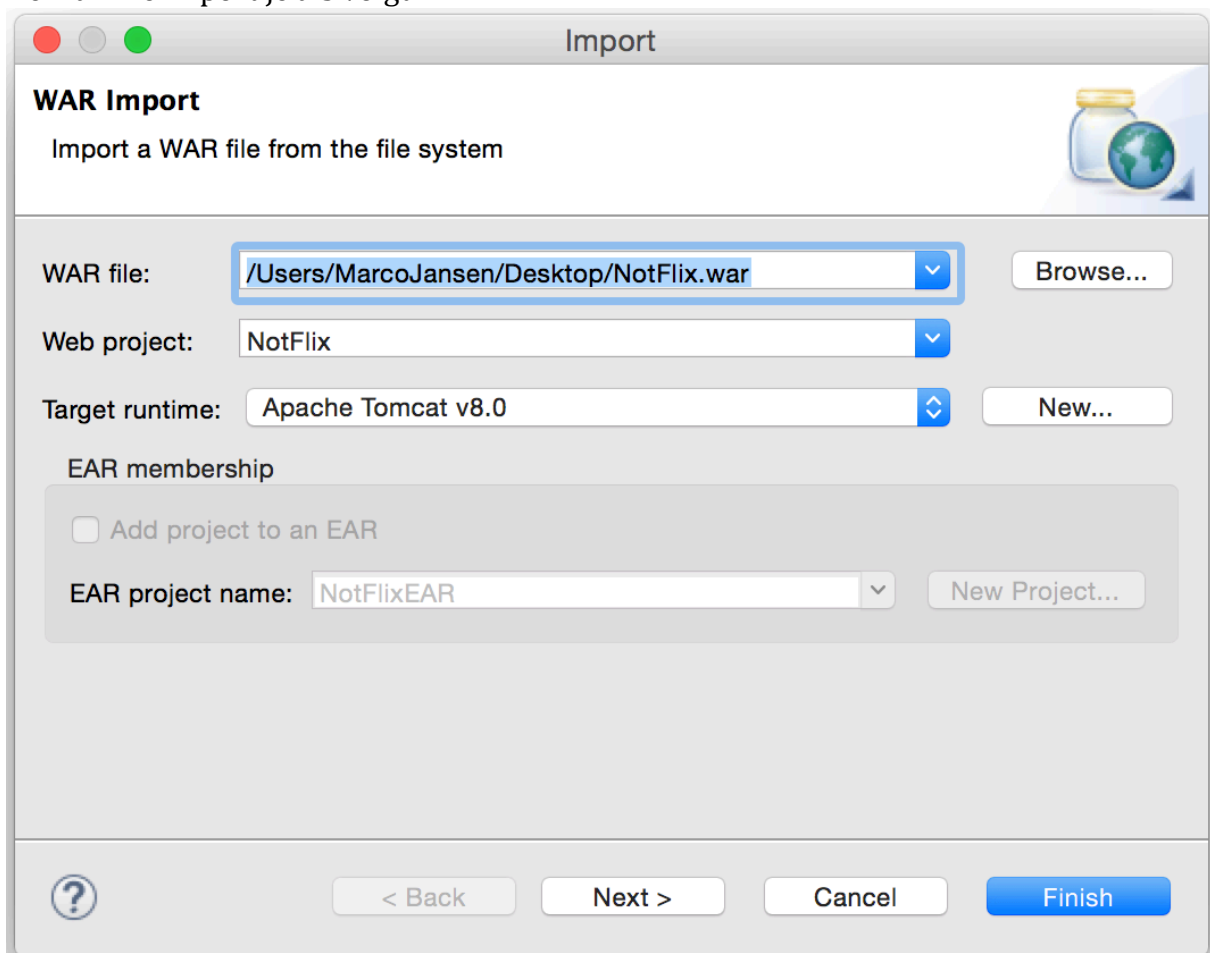 Import
WAR Import
Import a WAR file from the file system
WAR file: /Users/MarcoJansen/Desktop/NotFlix.war Browse...
Web project: NotFlix
Target runtime: Apache Tomcat v8.0 New...
EAR membership
Add project to an EAR
EAR project name: NotFlixEAR New Project...
? < Back Next > Cancel Finish